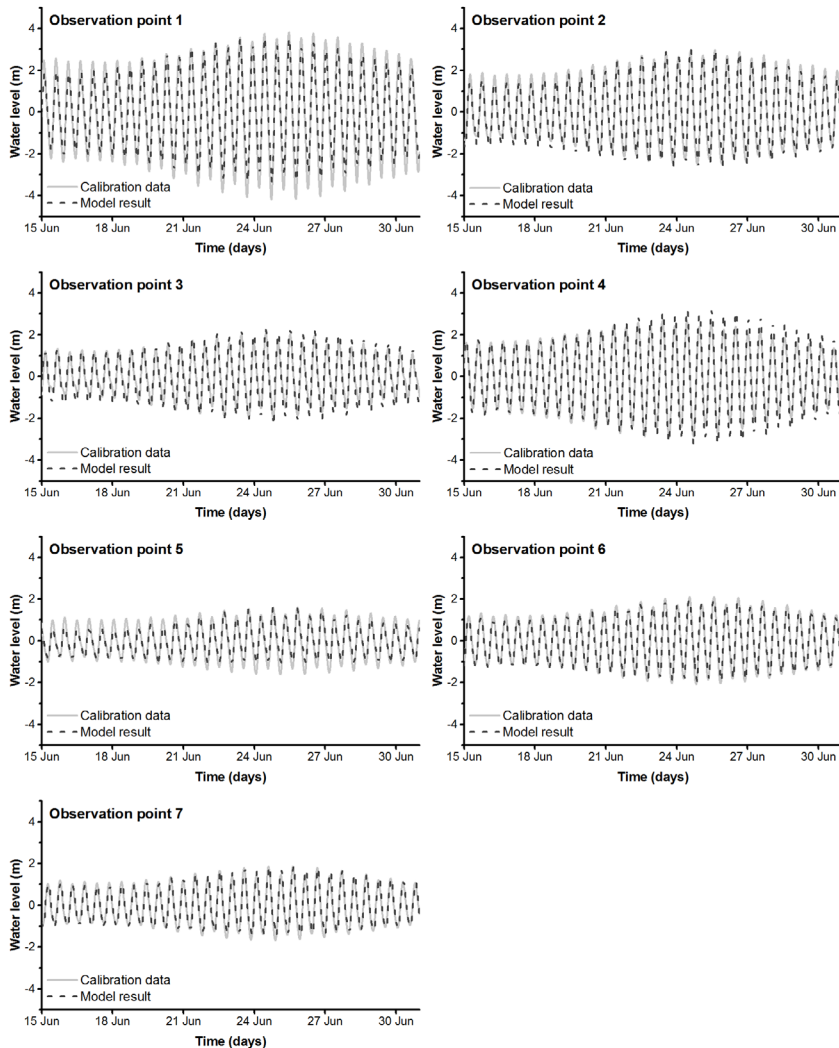 Observation point 1
Water level (m)
4
2
0
-2
-4
Calibration data
Model result
15 Jun 18 Jun 21 Jun 24 Jun 27 Jun 30 Jun
Time (days)
Observation point 2
Water level (m)
4
2
0
-2
-4
Calibration data
Model result
15 Jun 18 Jun 21 Jun 24 Jun 27 Jun 30 Jun
Time (days)
Observation point 3
Water level (m)
4
2
0
-2
-4
Calibration data
Model result
15 Jun 18 Jun 21 Jun 24 Jun 27 Jun 30 Jun
Time (days)
Observation point 4
Water level (m)
4
2
0
-2
-4
Calibration data
Model result
15 Jun 18 Jun 21 Jun 24 Jun 27 Jun 30 Jun
Time (days)
Observation point 5
Water level (m)
4
2
0
-2
-4
Calibration data
Model result
15 Jun 18 Jun 21 Jun 24 Jun 27 Jun 30 Jun
Time (days)
Observation point 6
Water level (m)
4
2
0
-2
-4
Calibration data
Model result
15 Jun 18 Jun 21 Jun 24 Jun 27 Jun 30 Jun
Time (days)
Observation point 7
Water level (m)
4
2
0
-2
-4
Calibration data
Model result
15 Jun 18 Jun 21 Jun 24 Jun 27 Jun 30 Jun
Time (days)